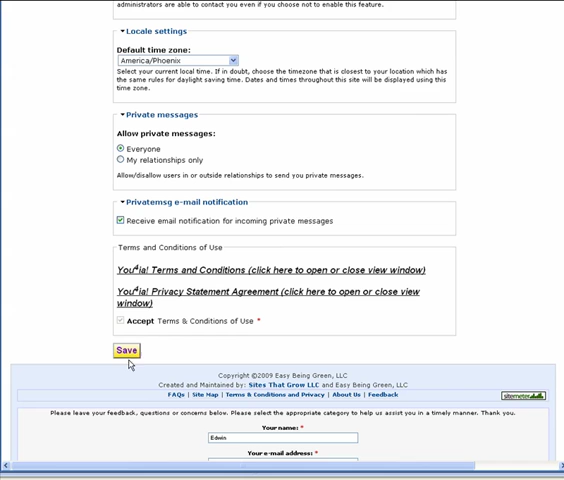 administrators are able to contact you even if you choose not to enable this feature.
Locale settings
Default time zone:
America/Phoenix
Select your current local time. If in doubt, choose the timezone that is closest to your location which has
the same rules for daylight saving time. Dates and times throughout this site will be displayed using this
time zone.
Private messages
Allow private messages:
Everyone
My relationships only
Allow/disallow users in or outside relationships to send you private messages.
Privatemsg e-mail notification
Receive email notification for incoming private messages
Terms and Conditions of Use
You4ia! Terms and Conditions (click here to open or close view window)
You4ia! Privacy Statement Agreement (click here to open or close view
window)
Accept Terms & Conditions of Use *
Save
Copyright ©2009 Easy Being Green, LLC
Created and Maintained by: Sites That Grow LLC and Easy Being Green, LLC
FAQs | Site Map | Terms & Conditions and Privacy | About Us | Feedback
sitemeter
Please leave your feedback, questions or concerns below. Please select the appropriate category to help us assist you in a timely manner. Thank you.
Your name: *
Edwin
Your e-mail address: *